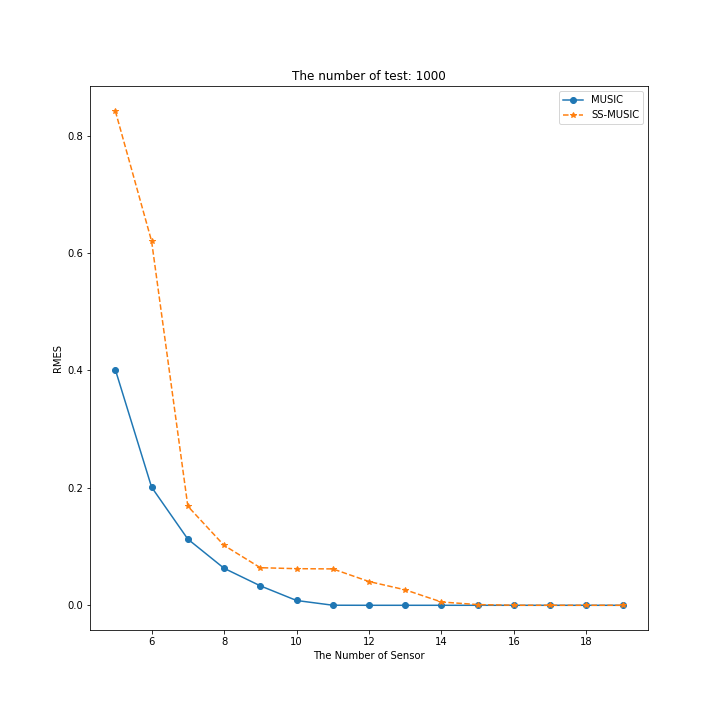 The number of test: 1000
MUSIC
SS-MUSIC
0.8
0.6
0.4
0.2
0.0
RMES
6 8 10 12 14 16 18
The Number of Sensor